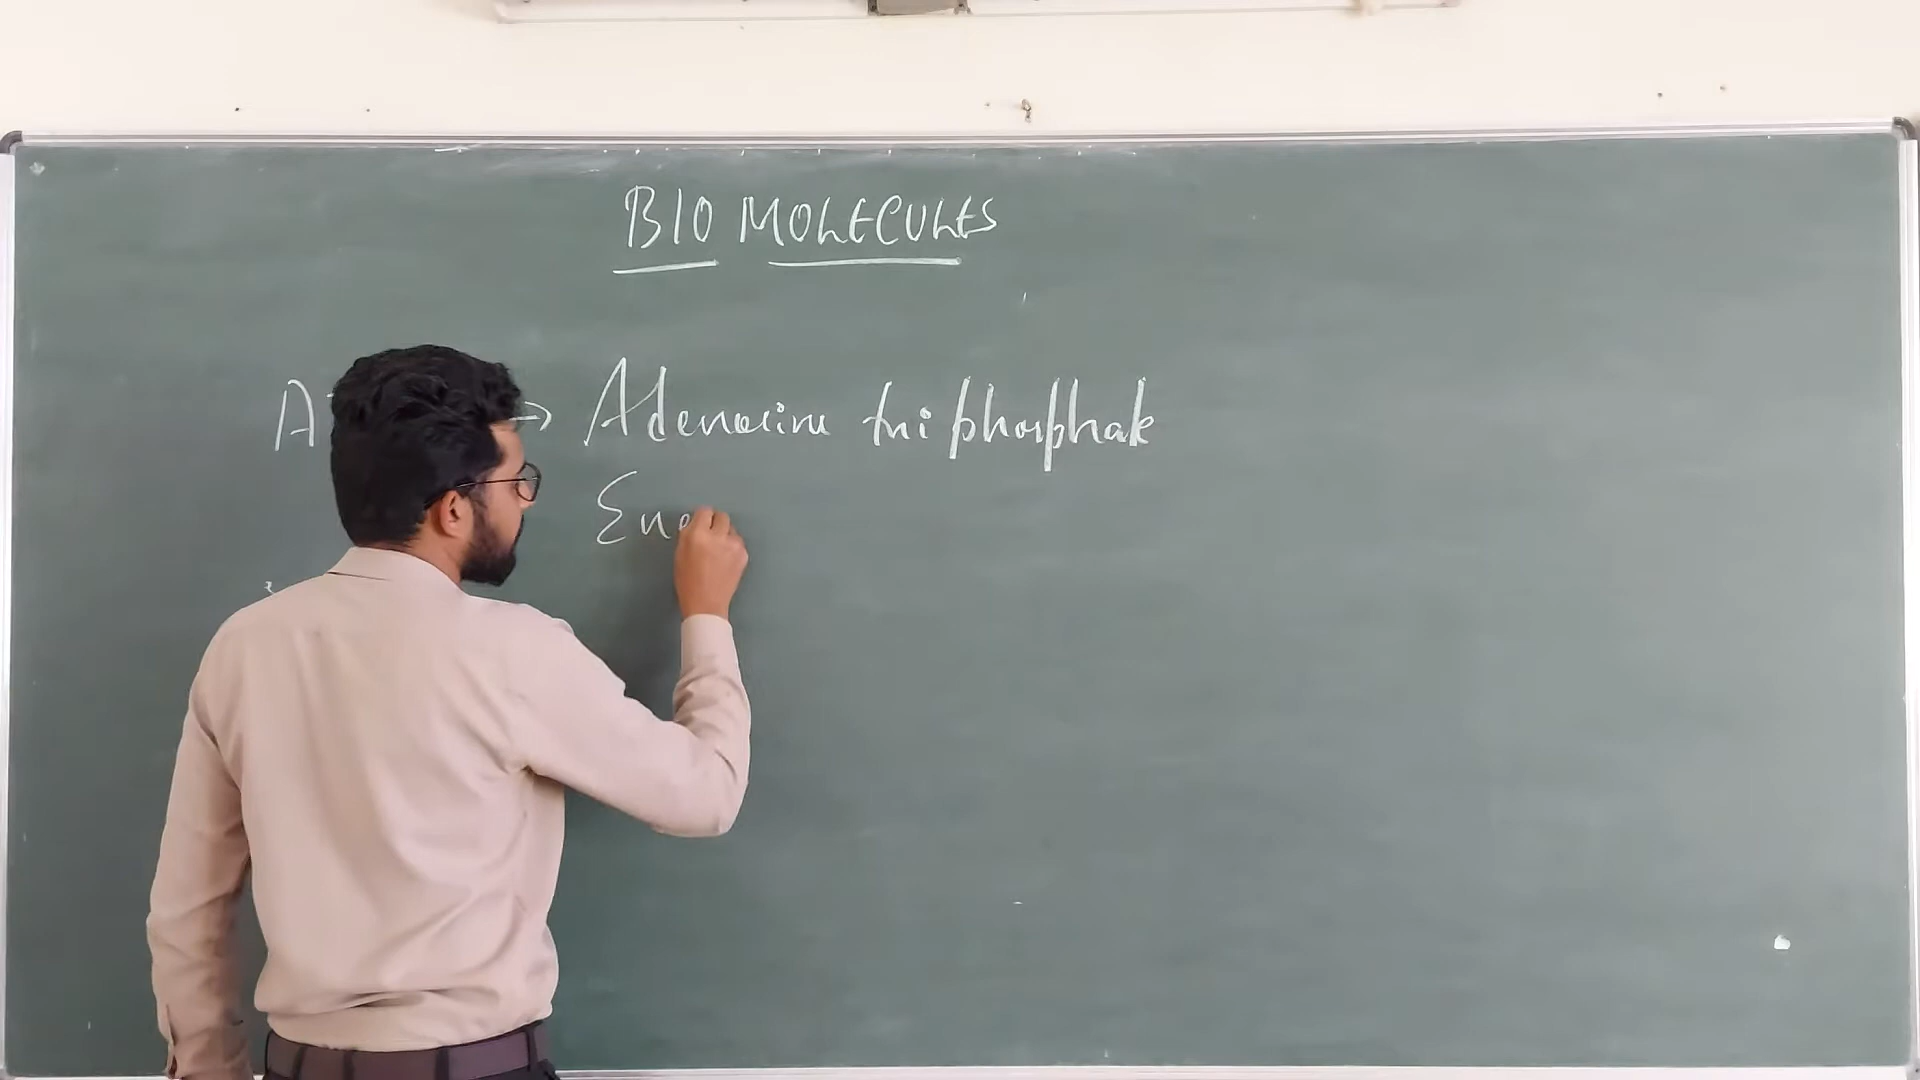 BIO MOLECULES
A → Adenosine tri phosphate
Ene